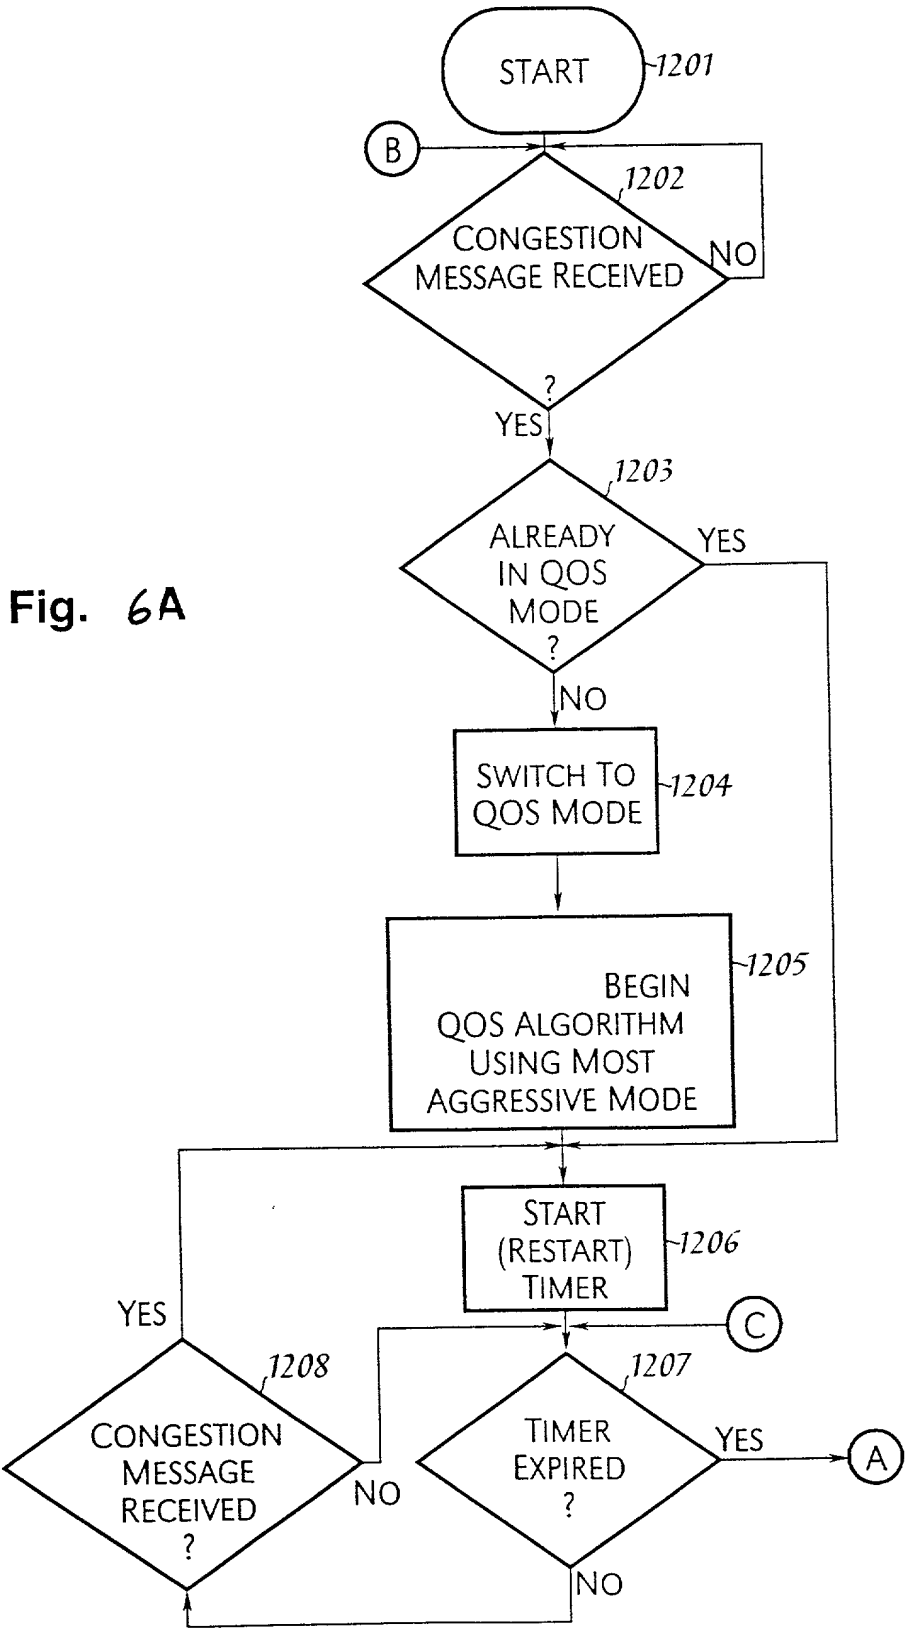 START
1201
B
1202
CONGESTION
MESSAGE RECEIVED
NO
?
YES
1203
ALREADY
IN QOS
MODE
?
YES
Fig. 6A
NO
SWITCH TO
QOS MODE
1204
1205
BEGIN
QOS ALGORITHM
USING MOST
AGGRESSIVE MODE
START
(RESTART)
TIMER
1206
YES
C
1208
CONGESTION
MESSAGE
RECEIVED
?
NO
1207
TIMER
EXPIRED
?
YES
A
NO